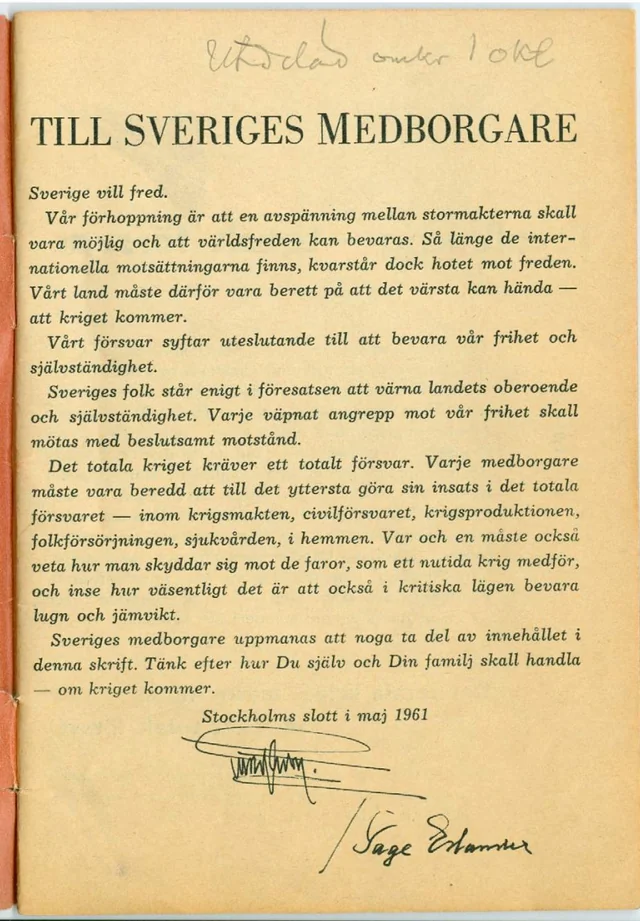 Utdelad omkr 1 okt
TILL SVERIGES MEDBORGARE
Sverige vill fred.
Vår förhoppning är att en avspänning mellan stormakterna skall
vara möjlig och att världsfreden kan bevaras. Så länge de inter-
nationella motsättningarna finns, kvarstår dock hotet mot freden.
Vårt land måste därför vara berett på att det värsta kan hända —
att kriget kommer.
Vårt försvar syftar uteslutande till att bevara vår frihet och
självständighet.
Sveriges folk står enigt i föresatsen att värna landets oberoende
och självständighet. Varje väpnat angrepp mot vår frihet skall
mötas med beslutsamt motstånd.
Det totala kriget kräver ett totalt försvar. Varje medborgare
måste vara beredd att till det yttersta göra sin insats i det totala
försvaret — inom krigsmakten, civilförsvaret, krigsproduktionen,
folkförsörjningen, sjukvården, i hemmen. Var och en måste också
veta hur man skyddar sig mot de faror, som ett nutida krig medför,
och inse hur väsentligt det är att också i kritiska lägen bevara
lugn och jämvikt.
Sveriges medborgare uppmanas att noga ta del av innehållet i
denna skrift. Tänk efter hur Du själv och Din familj skall handla
— om kriget kommer.
Stockholms slott i maj 1961
/Tage Erlander